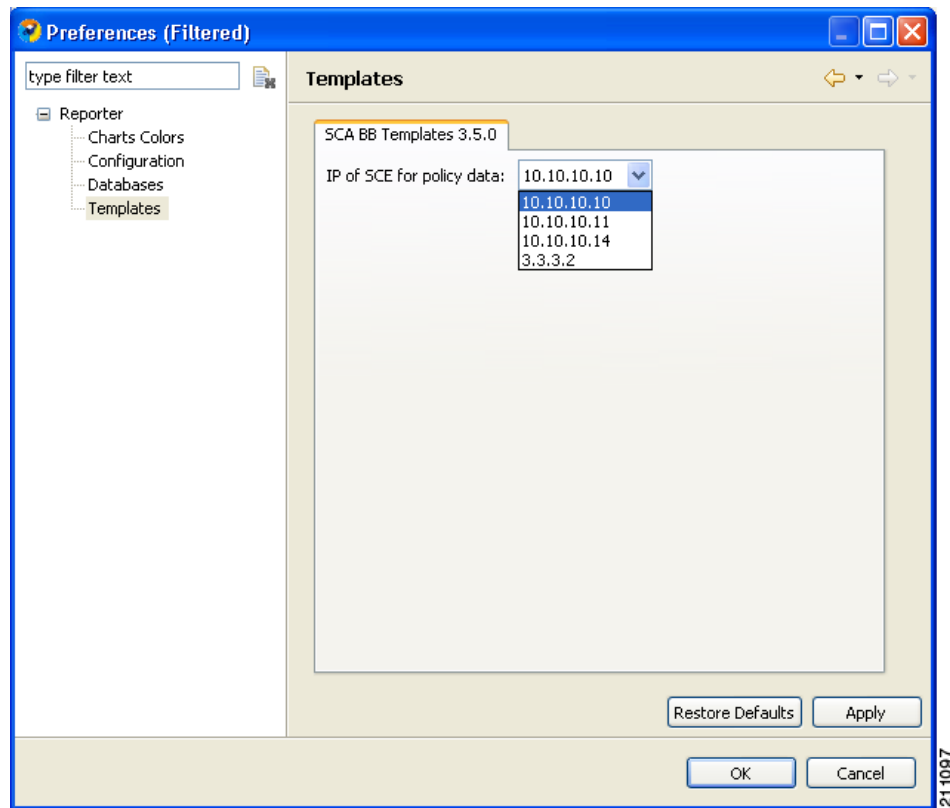 Preferences (Filtered)
type filter text
Templates
Reporter
Charts Colors
Configuration
Databases
Templates
SCA BB Templates 3.5.0
IP of SCE for policy data: 10.10.10.10
10.10.10.10
10.10.10.11
10.10.10.14
3.3.3.2
Restore Defaults
Apply
OK
Cancel
211097